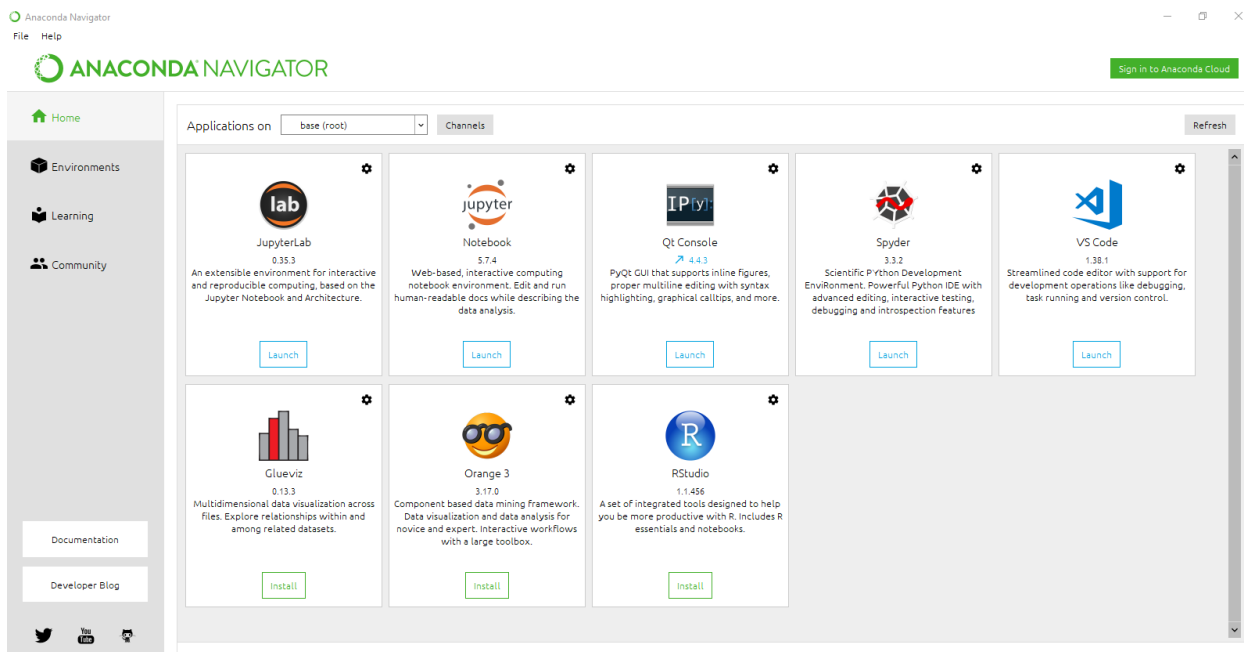 Anaconda Navigator
File Help
ANACONDA NAVIGATOR
Sign in to Anaconda Cloud
Home
Environments
Learning
Community
Documentation
Developer Blog
You
Tube
Applications on base (root) Channels Refresh
lab
JupyterLab
0.35.3
An extensible environment for interactive
and reproducible computing, based on the
Jupyter Notebook and Architecture.
Launch
jupyter
Notebook
5.7.4
Web-based, interactive computing
notebook environment. Edit and run
human-readable docs while describing the
data analysis.
Launch
IP[y]:
Qt Console
4.4.3
PyQt GUI that supports inline figures,
proper multiline editing with syntax
highlighting, graphical calltips, and more.
Launch
Spyder
3.3.2
Scientific PYthon Development
EnviRonment. Powerful Python IDE with
advanced editing, interactive testing,
debugging and introspection features
Launch
VS Code
1.38.1
Streamlined code editor with support for
development operations like debugging,
task running and version control.
Launch
Glueviz
0.13.3
Multidimensional data visualization across
files. Explore relationships within and
among related datasets.
Install
Orange 3
3.17.0
Component based data mining framework.
Data visualization and data analysis for
novice and expert. Interactive workflows
with a large toolbox.
Install
R
RStudio
1.1.456
A set of integrated tools designed to help
you be more productive with R. Includes R
essentials and notebooks.
Install